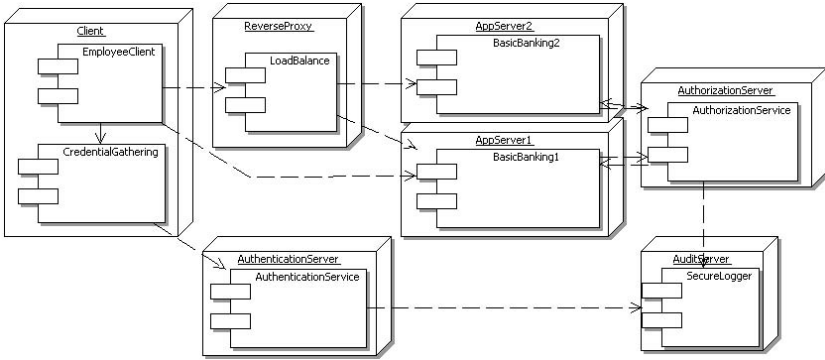 Client
EmployeeClient
CredentialGathering
ReverseProxy
LoadBalance
AppServer2
BasicBanking2
AppServer1
BasicBanking1
AuthorizationServer
AuthorizationService
AuthenticationServer
AuthenticationService
AuditServer
SecureLogger